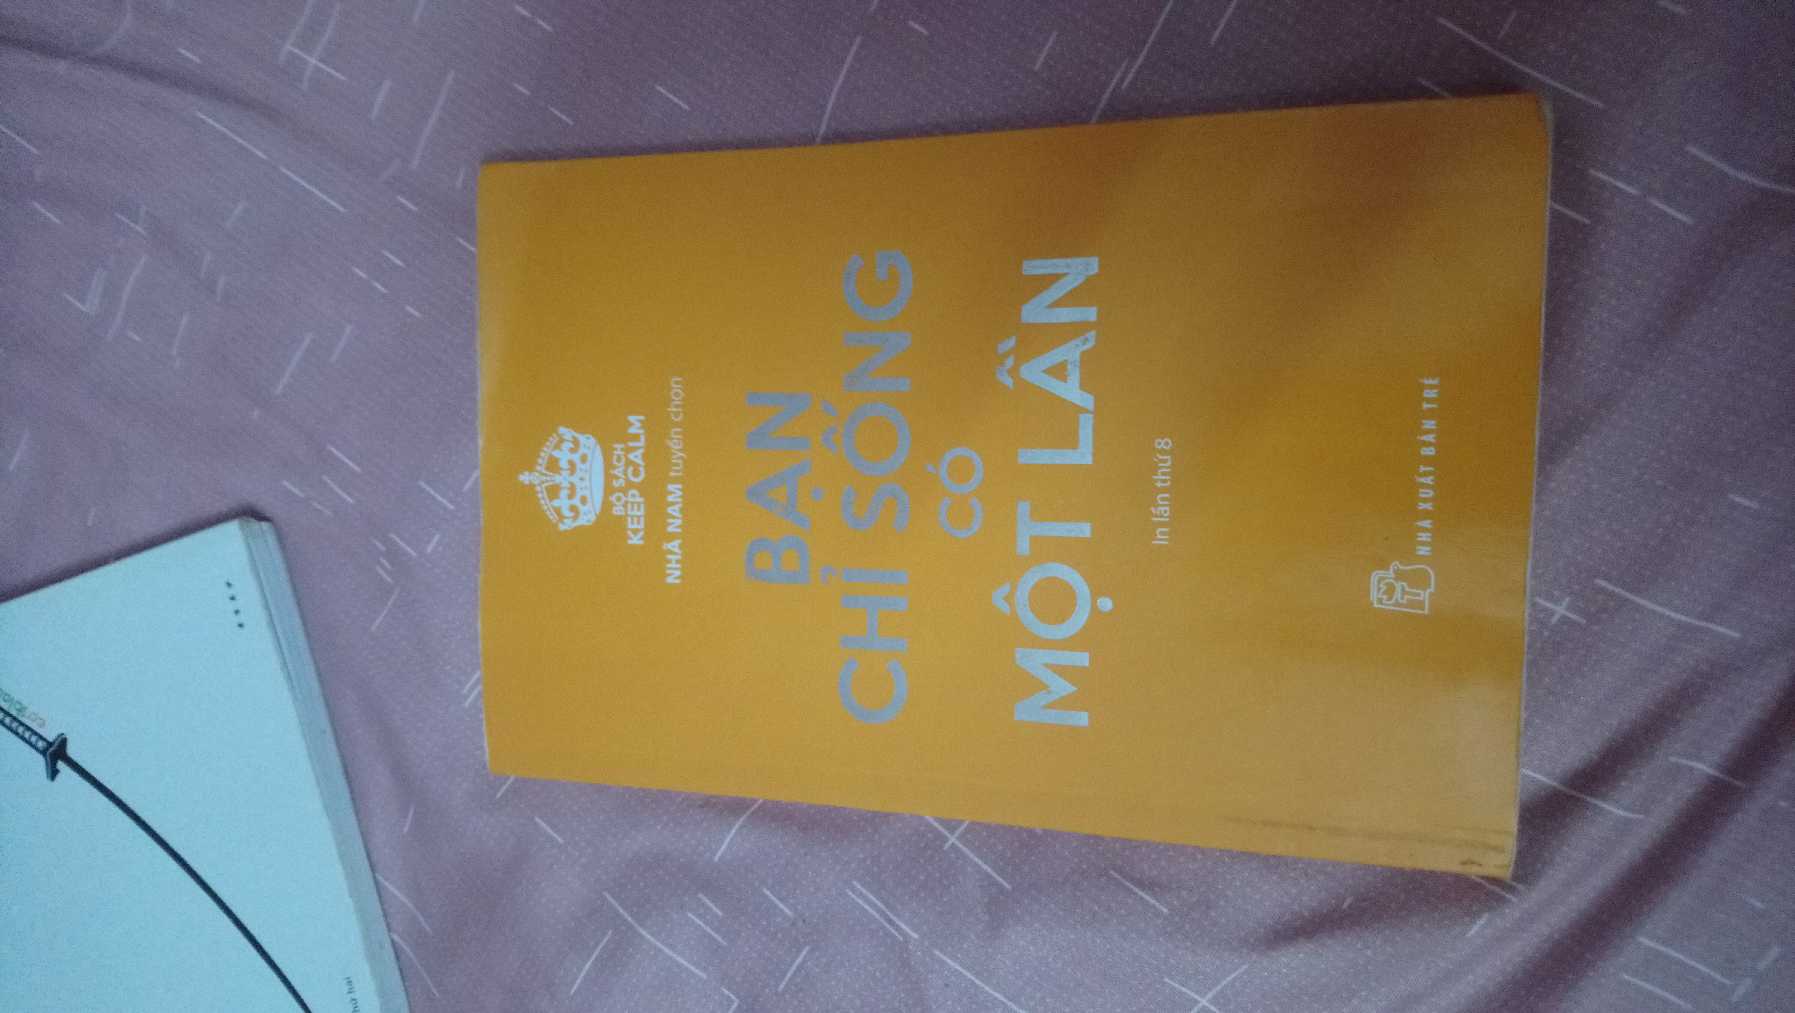 BỘ SÁCH
KEEP CALM
NHÃ NAM tuyển chọn
BẠN
CHỈ SỐNG
CÓ
MỘT LẦN
In lần thứ 8
NHÀ XUẤT BẢN TRẺ